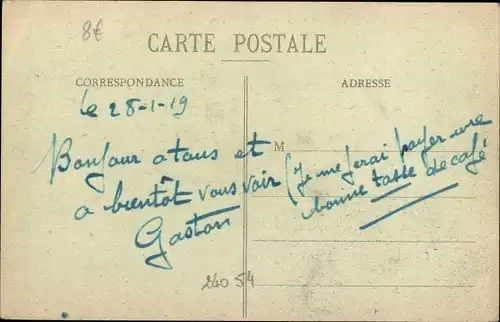 8€
CARTE POSTALE
CORRESPONDANCE
ADRESSE
le 28-1-19
Bonjour a tous et
a bientôt vous voir
Gaston
M
(Je me ferai payer une
bonne tasse de café
54